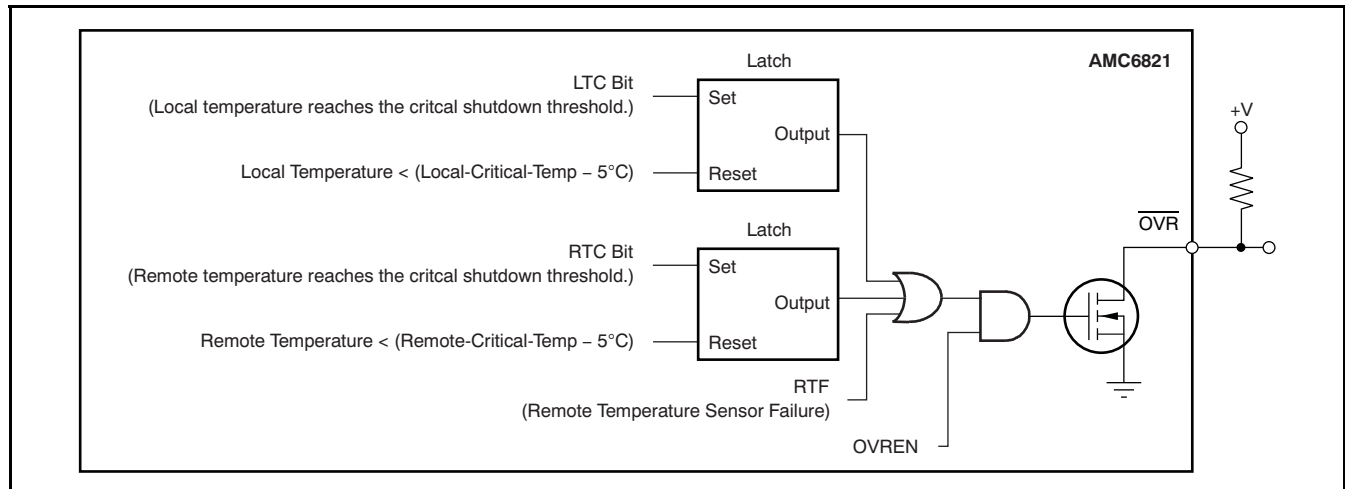 AMC6821
Latch
LTC Bit
(Local temperature reaches the critcal shutdown threshold.)
Set
Output
Local Temperature < (Local-Critical-Temp – 5°C)
Reset
+V
Latch
OVR
RTC Bit
(Remote temperature reaches the critcal shutdown threshold.)
Set
Output
Remote Temperature < (Remote-Critical-Temp – 5°C)
Reset
RTF
(Remote Temperature Sensor Failure)
OVREN